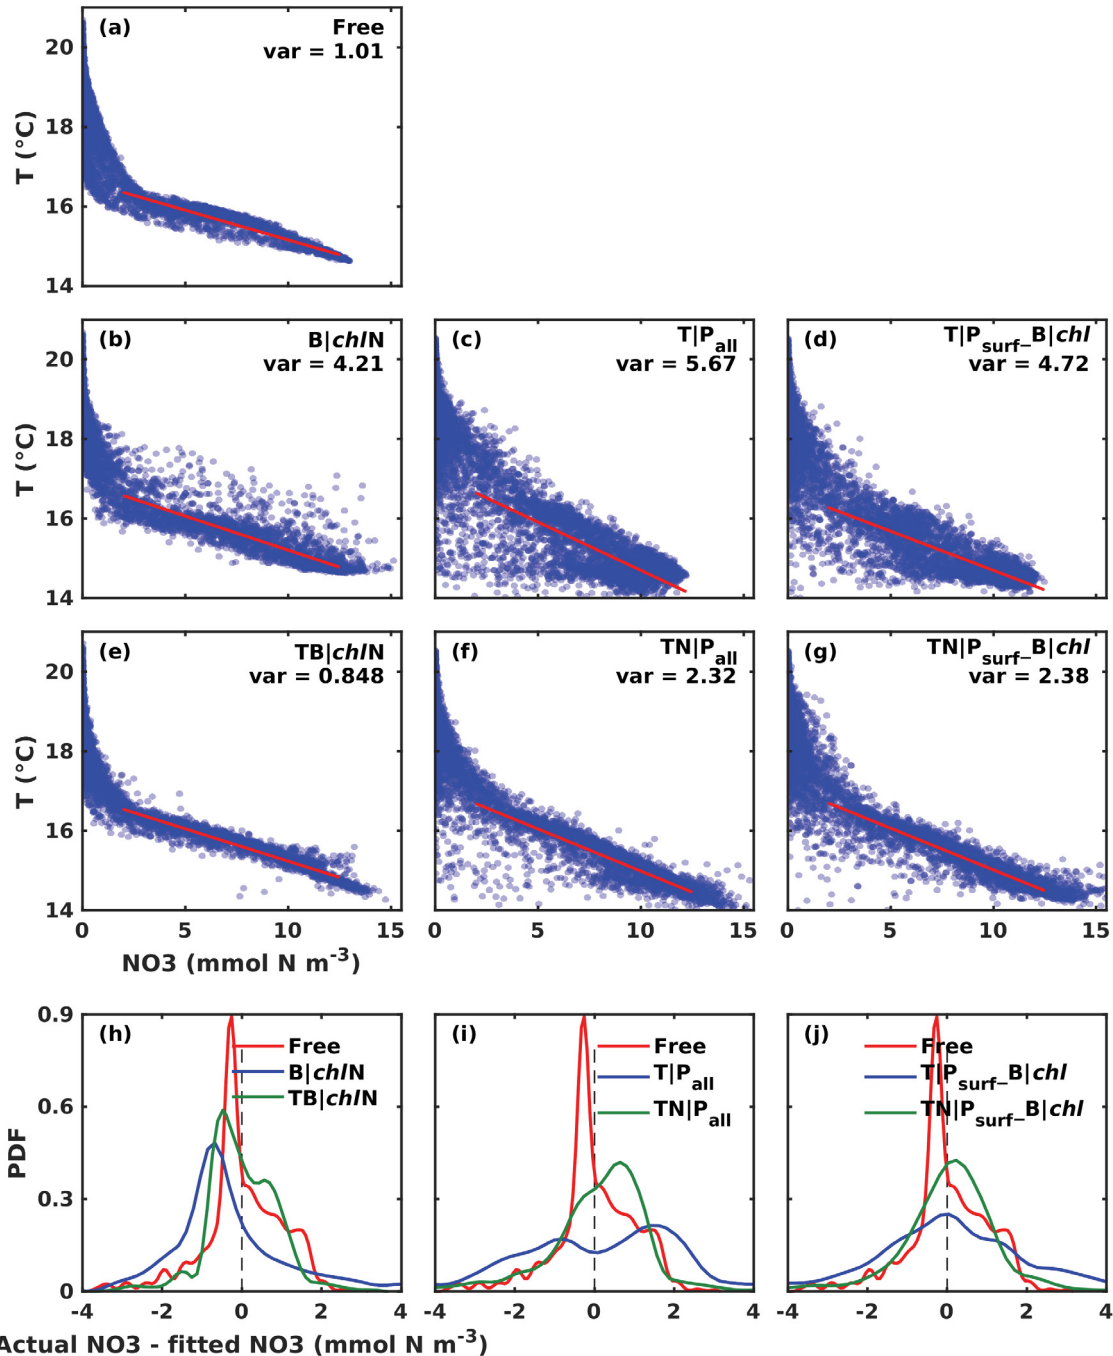 (a) Free
var = 1.01
20
18
16
14
T (°C)
(b) B|chlN
var = 4.21
(c) T|Pall
var = 5.67
(d) T|Psurf_B|chl
var = 4.72
20
18
16
14
T (°C)
(e) TB|chlN
var = 0.848
(f) TN|Pall
var = 2.32
(g) TN|Psurf_B|chl
var = 2.38
20
18
16
14
T (°C)
0 5 10 15
0 5 10 15
0 5 10 15
NO3 (mmol N m-3)
(h)
Free
B|chlN
TB|chlN
(i)
Free
T|Pall
TN|Pall
(j)
Free
T|Psurf_B|chl
TN|Psurf_B|chl
0.9
0.6
0.3
0
PDF
-4 -2 0 2 4
-4 -2 0 2 4
-4 -2 0 2 4
Actual NO3 - fitted NO3 (mmol N m-3)